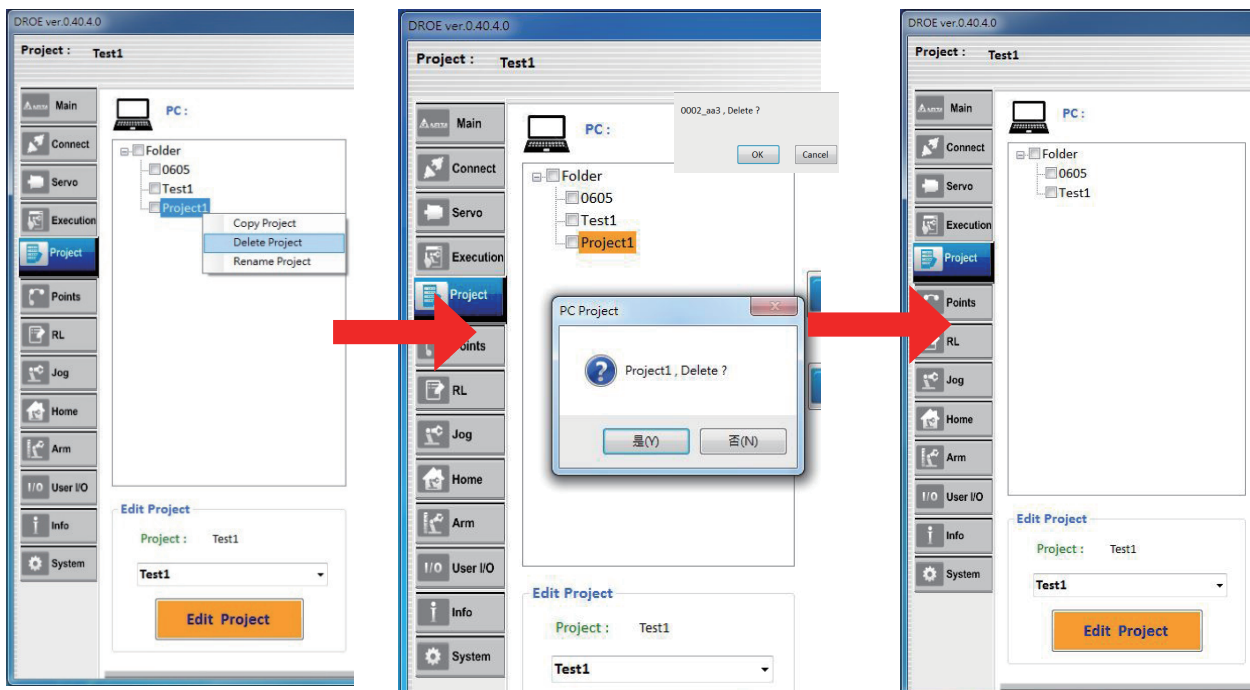 DROE ver.0.40.4.0
Project : Test1
Main
Connect
Servo
Execution
Project
Points
RL
Jog
Home
Arm
I/O User I/O
Info
System
PC :
Folder
0605
Test1
Project1
Copy Project
Delete Project
Rename Project
Edit Project
Project : Test1
Test1
Edit Project
DROE ver.0.40.4.0
Project : Test1
Main
Connect
Servo
Execution
Project
Points
RL
Jog
Home
Arm
I/O User I/O
Info
System
PC :
Folder
0605
Test1
Project1
0002_aa3 , Delete ?
OK Cancel
PC Project
Project1 , Delete ?
是(Y) 否(N)
Edit Project
Project : Test1
Test1
DROE ver.0.40.4.0
Project : Test1
Main
Connect
Servo
Execution
Project
Points
RL
Jog
Home
Arm
I/O User I/O
Info
System
PC :
Folder
0605
Test1
Edit Project
Project : Test1
Test1
Edit Project